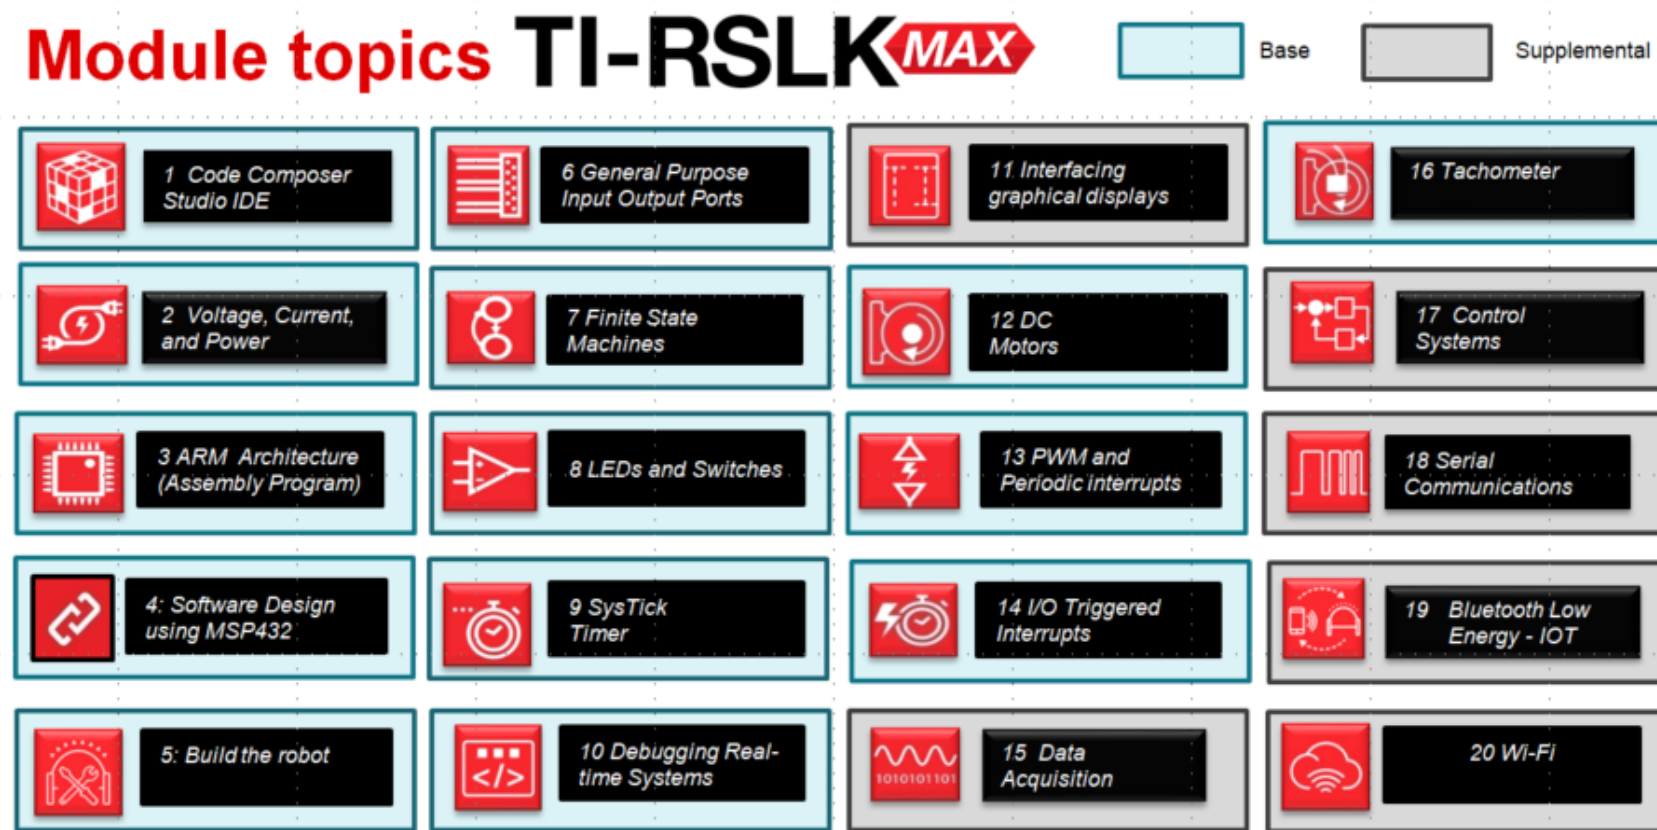 Module topics TI-RSLK MAX
Base
Supplemental
1 Code Composer
Studio IDE
2 Voltage, Current,
and Power
3 ARM Architecture
(Assembly Program)
4: Software Design
using MSP432
5: Build the robot
6 General Purpose
Input Output Ports
7 Finite State
Machines
8 LEDs and Switches
9 SysTick
Timer
10 Debugging Real-
time Systems
</>
11 Interfacing
graphical displays
12 DC
Motors
13 PWM and
Periodic interrupts
14 I/O Triggered
Interrupts
1010101101
15 Data
Acquisition
16 Tachometer
17 Control
Systems
18 Serial
Communications
19 Bluetooth Low
Energy - IOT
20 Wi-Fi